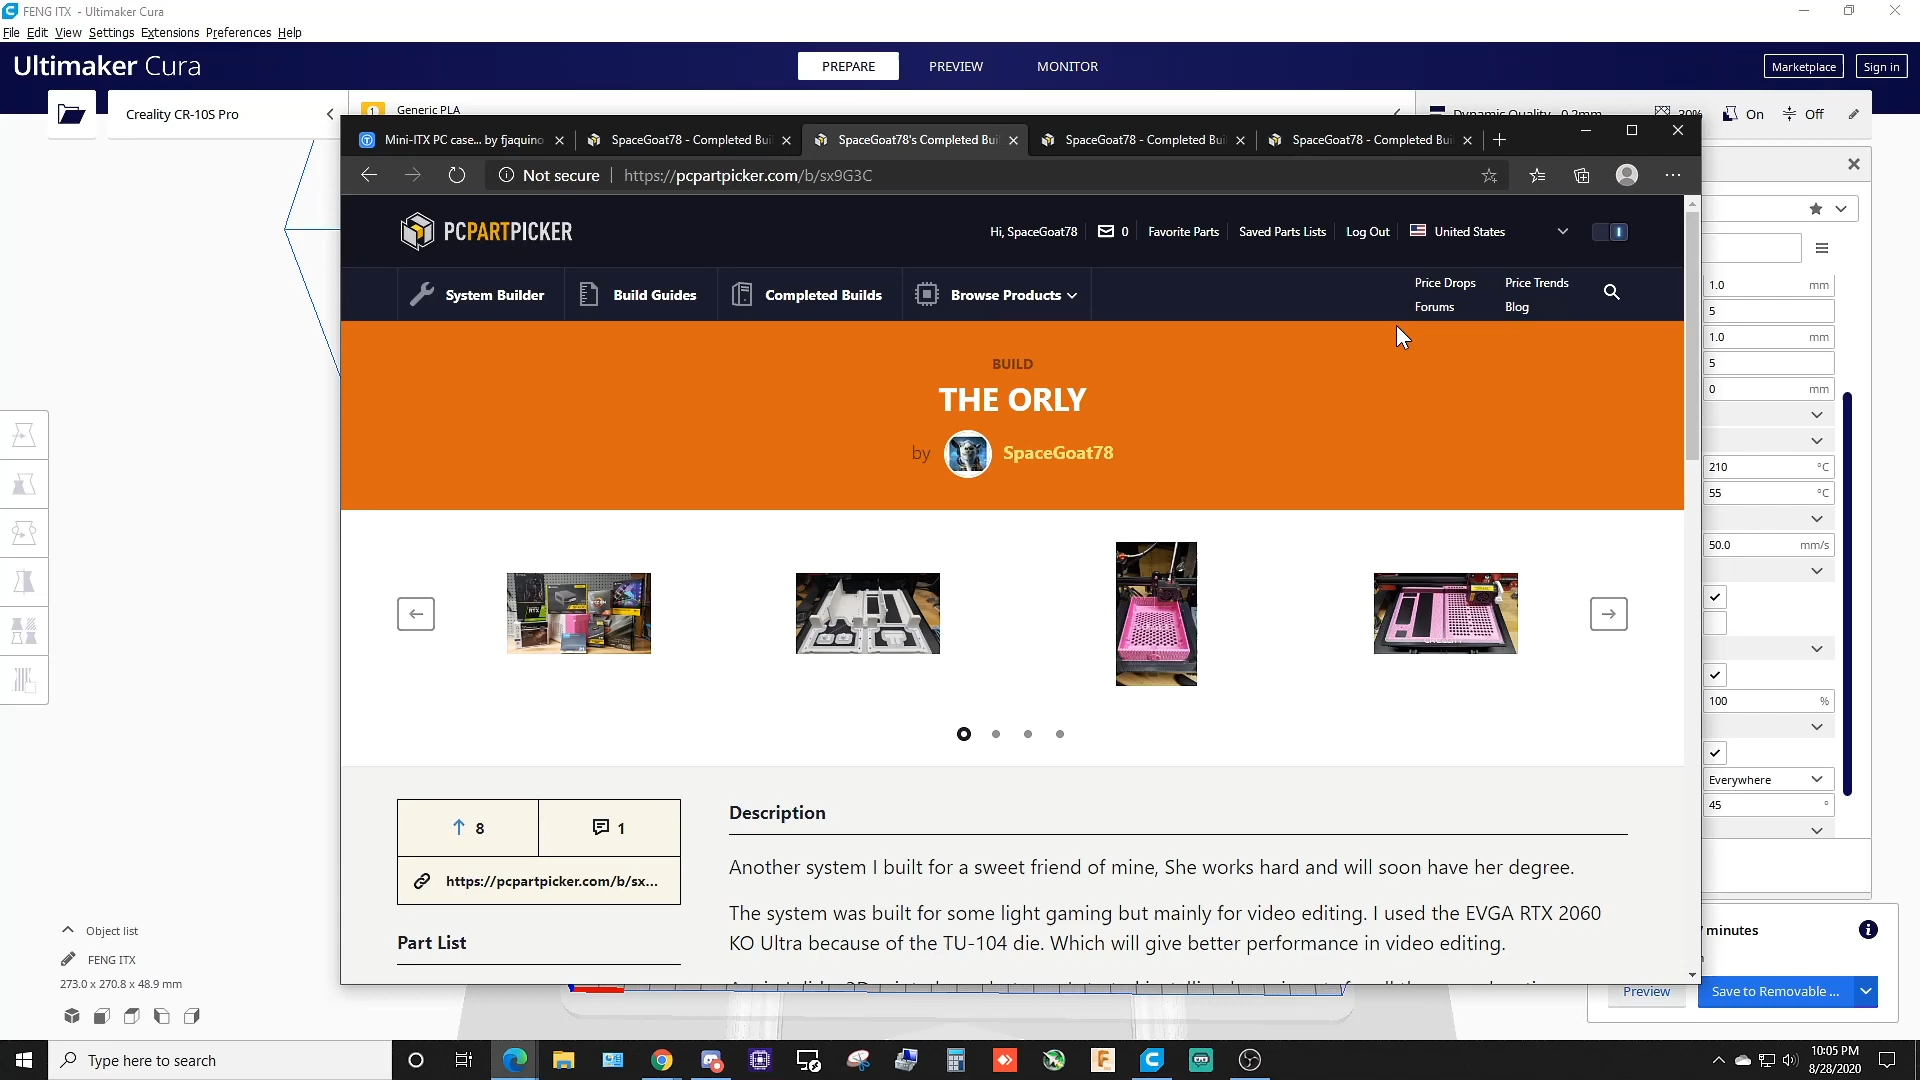 FENG ITX - Ultimaker Cura
File Edit View Settings Extensions Preferences Help
Ultimaker Cura
PREPARE
PREVIEW
MONITOR
Marketplace
Sign in
Creality CR-10S Pro
1
Generic PLA
Dynamic Quality 0.2mm
30%
On
Off
Mini-ITX PC case... by fjaquino
SpaceGoat78 - Completed Bui
SpaceGoat78's Completed Bui
SpaceGoat78 - Completed Bui
SpaceGoat78 - Completed Bui
Not secure
https://pcpartpicker.com/b/sx9G3C
PCPARTPICKER
Hi, SpaceGoat78
0
Favorite Parts
Saved Parts Lists
Log Out
United States
System Builder
Build Guides
Completed Builds
Browse Products
Price Drops
Price Trends
Forums
Blog
BUILD
THE ORLY
by SpaceGoat78
8
1
https://pcpartpicker.com/b/sx...
Part List
Description
Another system I built for a sweet friend of mine, She works hard and will soon have her degree.
The system was built for some light gaming but mainly for video editing. I used the EVGA RTX 2060
KO Ultra because of the TU-104 die. Which will give better performance in video editing.
1.0 mm
5
1.0 mm
5
0 mm
210 °C
55 °C
50.0 mm/s
100 %
Everywhere
45 °
minutes
Preview
Save to Removable ...
Object list
FENG ITX
273.0 x 270.8 x 48.9 mm
Type here to search
10:05 PM
8/28/2020